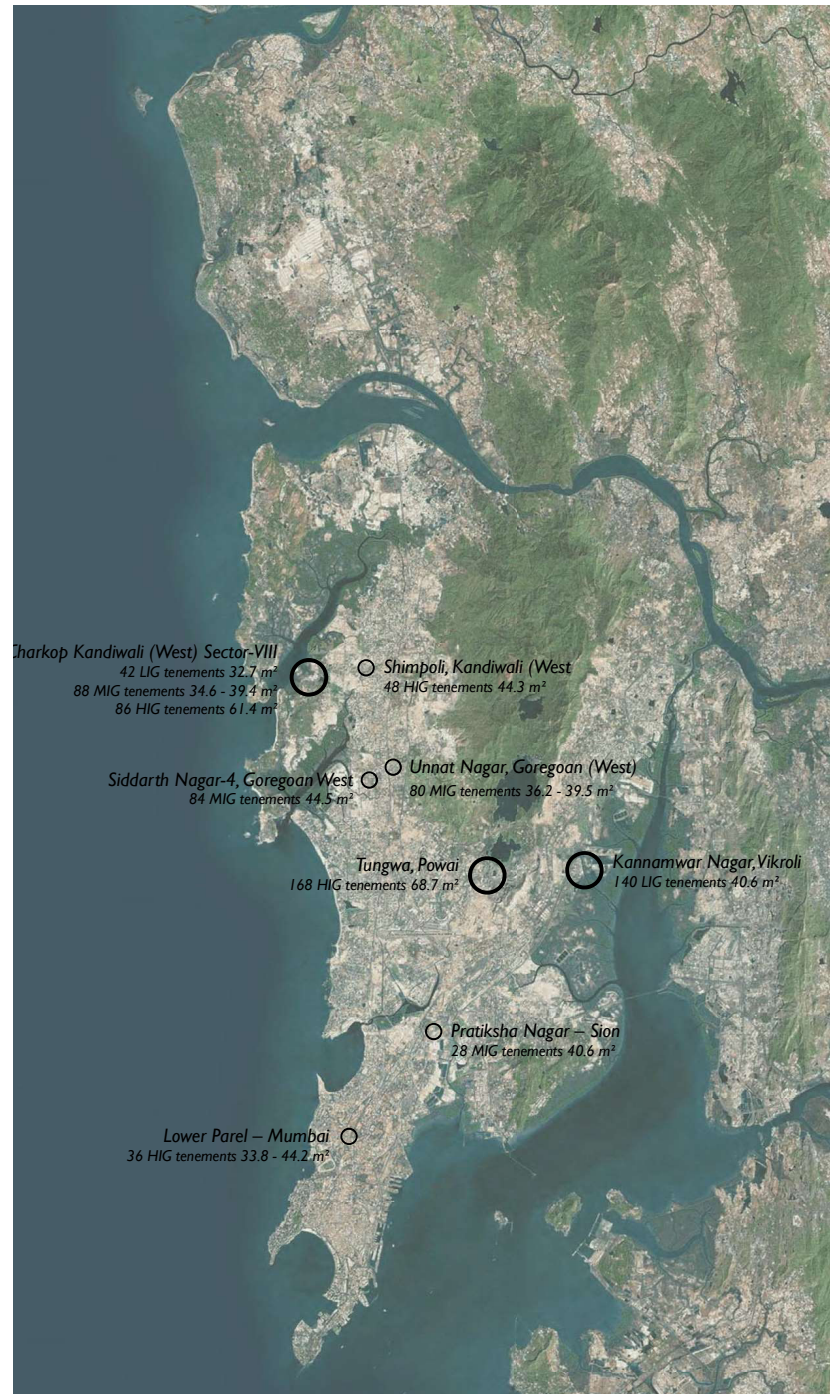 Charkop Kandiwali (West) Sector-VIII
42 LIG tenements 32.7 m²
88 MIG tenements 34.6 - 39.4 m²
86 HIG tenements 61.4 m²
Shimpoli, Kandiwali (West
48 HIG tenements 44.3 m²
Unnat Nagar, Goregoan (West)
80 MIG tenements 36.2 - 39.5 m²
Siddarth Nagar-4, Goregoan West
84 MIG tenements 44.5 m²
Tungwa, Powai
168 HIG tenements 68.7 m²
Kannamwar Nagar, Vikroli
140 LIG tenements 40.6 m²
Pratiksha Nagar – Sion
28 MIG tenements 40.6 m²
Lower Parel – Mumbai
36 HIG tenements 33.8 - 44.2 m²